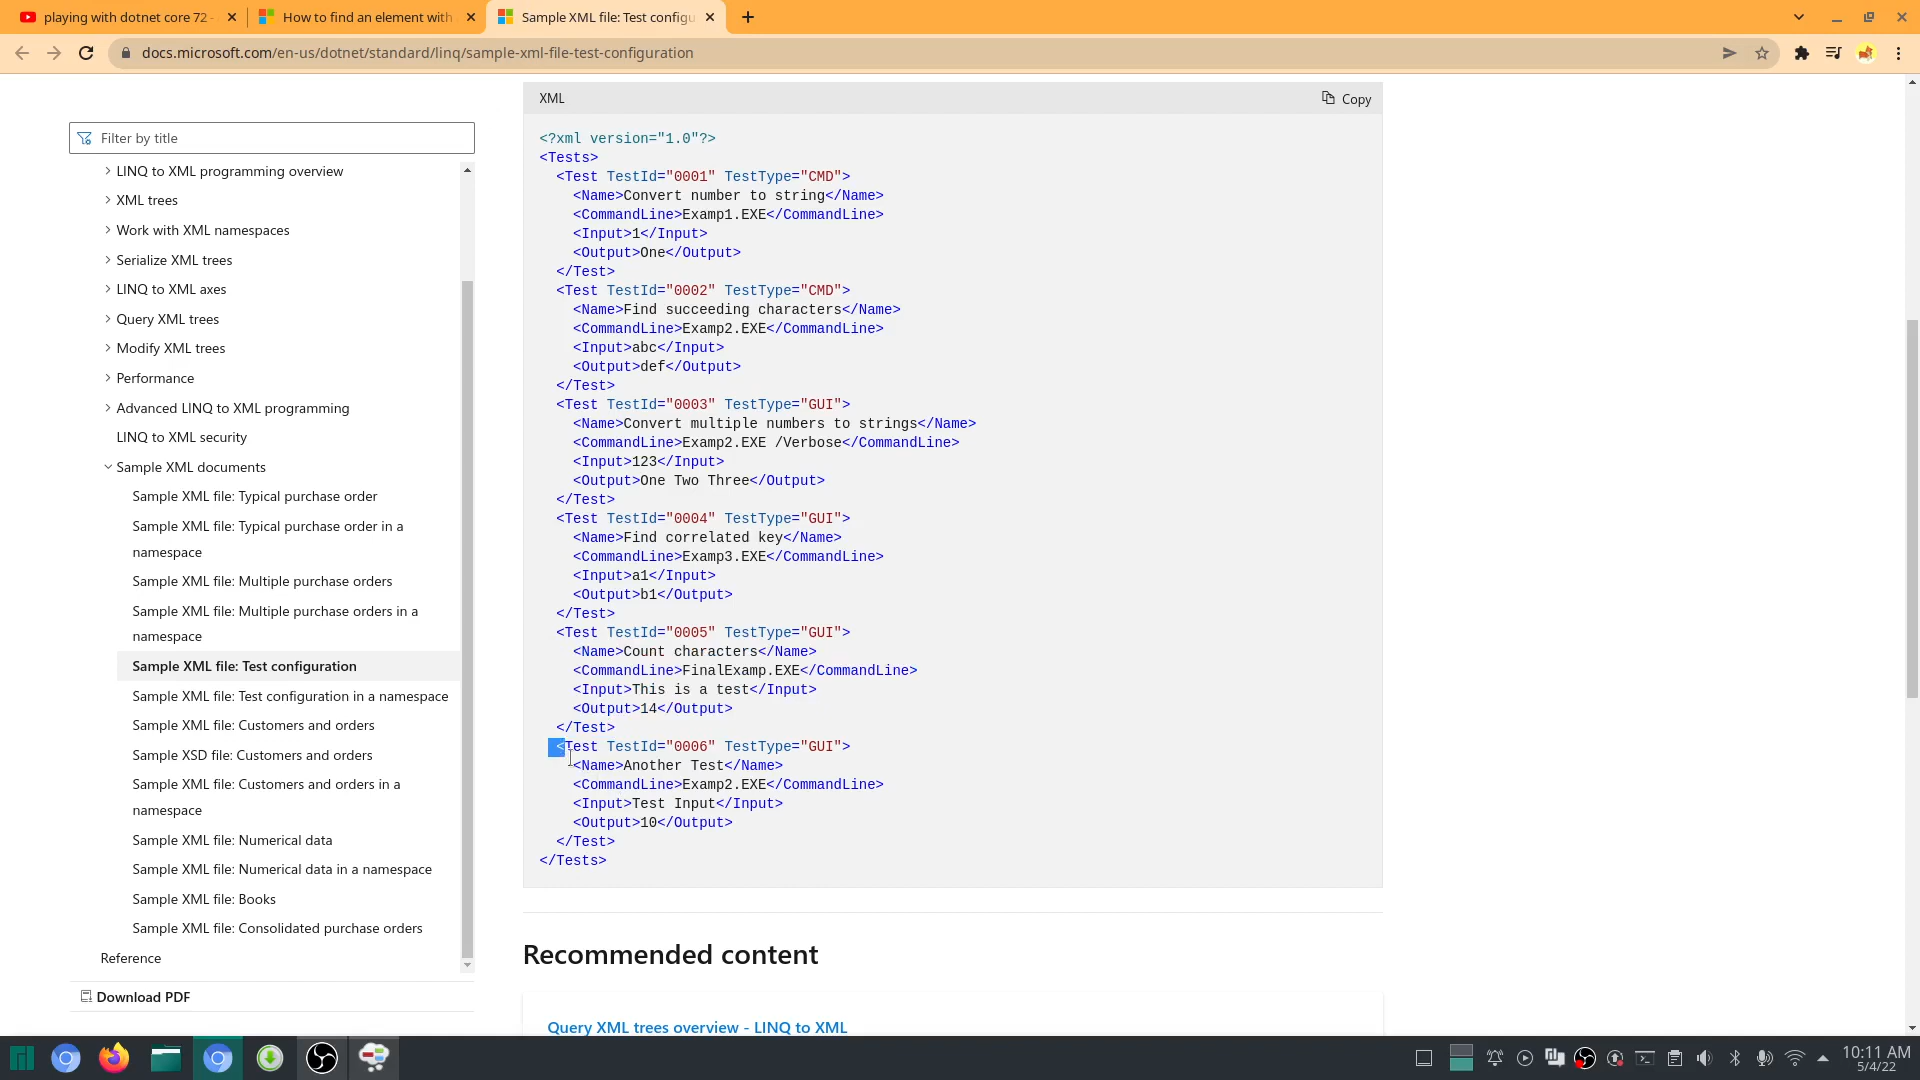 playing with dotnet core 72 -
How to find an element with
Sample XML file: Test configu
docs.microsoft.com/en-us/dotnet/standard/linq/sample-xml-file-test-configuration
Filter by title
LINQ to XML programming overview
XML trees
Work with XML namespaces
Serialize XML trees
LINQ to XML axes
Query XML trees
Modify XML trees
Performance
Advanced LINQ to XML programming
LINQ to XML security
Sample XML documents
Sample XML file: Typical purchase order
Sample XML file: Typical purchase order in a
namespace
Sample XML file: Multiple purchase orders
Sample XML file: Multiple purchase orders in a
namespace
Sample XML file: Test configuration
Sample XML file: Test configuration in a namespace
Sample XML file: Customers and orders
Sample XSD file: Customers and orders
Sample XML file: Customers and orders in a
namespace
Sample XML file: Numerical data
Sample XML file: Numerical data in a namespace
Sample XML file: Books
Sample XML file: Consolidated purchase orders
Reference
Download PDF
XML
Copy
<?xml version="1.0"?>
<Tests>
  <Test TestId="0001" TestType="CMD">
    <Name>Convert number to string</Name>
    <CommandLine>Examp1.EXE</CommandLine>
    <Input>1</Input>
    <Output>One</Output>
  </Test>
  <Test TestId="0002" TestType="CMD">
    <Name>Find succeeding characters</Name>
    <CommandLine>Examp2.EXE</CommandLine>
    <Input>abc</Input>
    <Output>def</Output>
  </Test>
  <Test TestId="0003" TestType="GUI">
    <Name>Convert multiple numbers to strings</Name>
    <CommandLine>Examp2.EXE /Verbose</CommandLine>
    <Input>123</Input>
    <Output>One Two Three</Output>
  </Test>
  <Test TestId="0004" TestType="GUI">
    <Name>Find correlated key</Name>
    <CommandLine>Examp3.EXE</CommandLine>
    <Input>a1</Input>
    <Output>b1</Output>
  </Test>
  <Test TestId="0005" TestType="GUI">
    <Name>Count characters</Name>
    <CommandLine>FinalExamp.EXE</CommandLine>
    <Input>This is a test</Input>
    <Output>14</Output>
  </Test>
  <Test TestId="0006" TestType="GUI">
    <Name>Another Test</Name>
    <CommandLine>Examp2.EXE</CommandLine>
    <Input>Test Input</Input>
    <Output>10</Output>
  </Test>
</Tests>
Recommended content
Query XML trees overview - LINQ to XML
10:11 AM
5/4/22